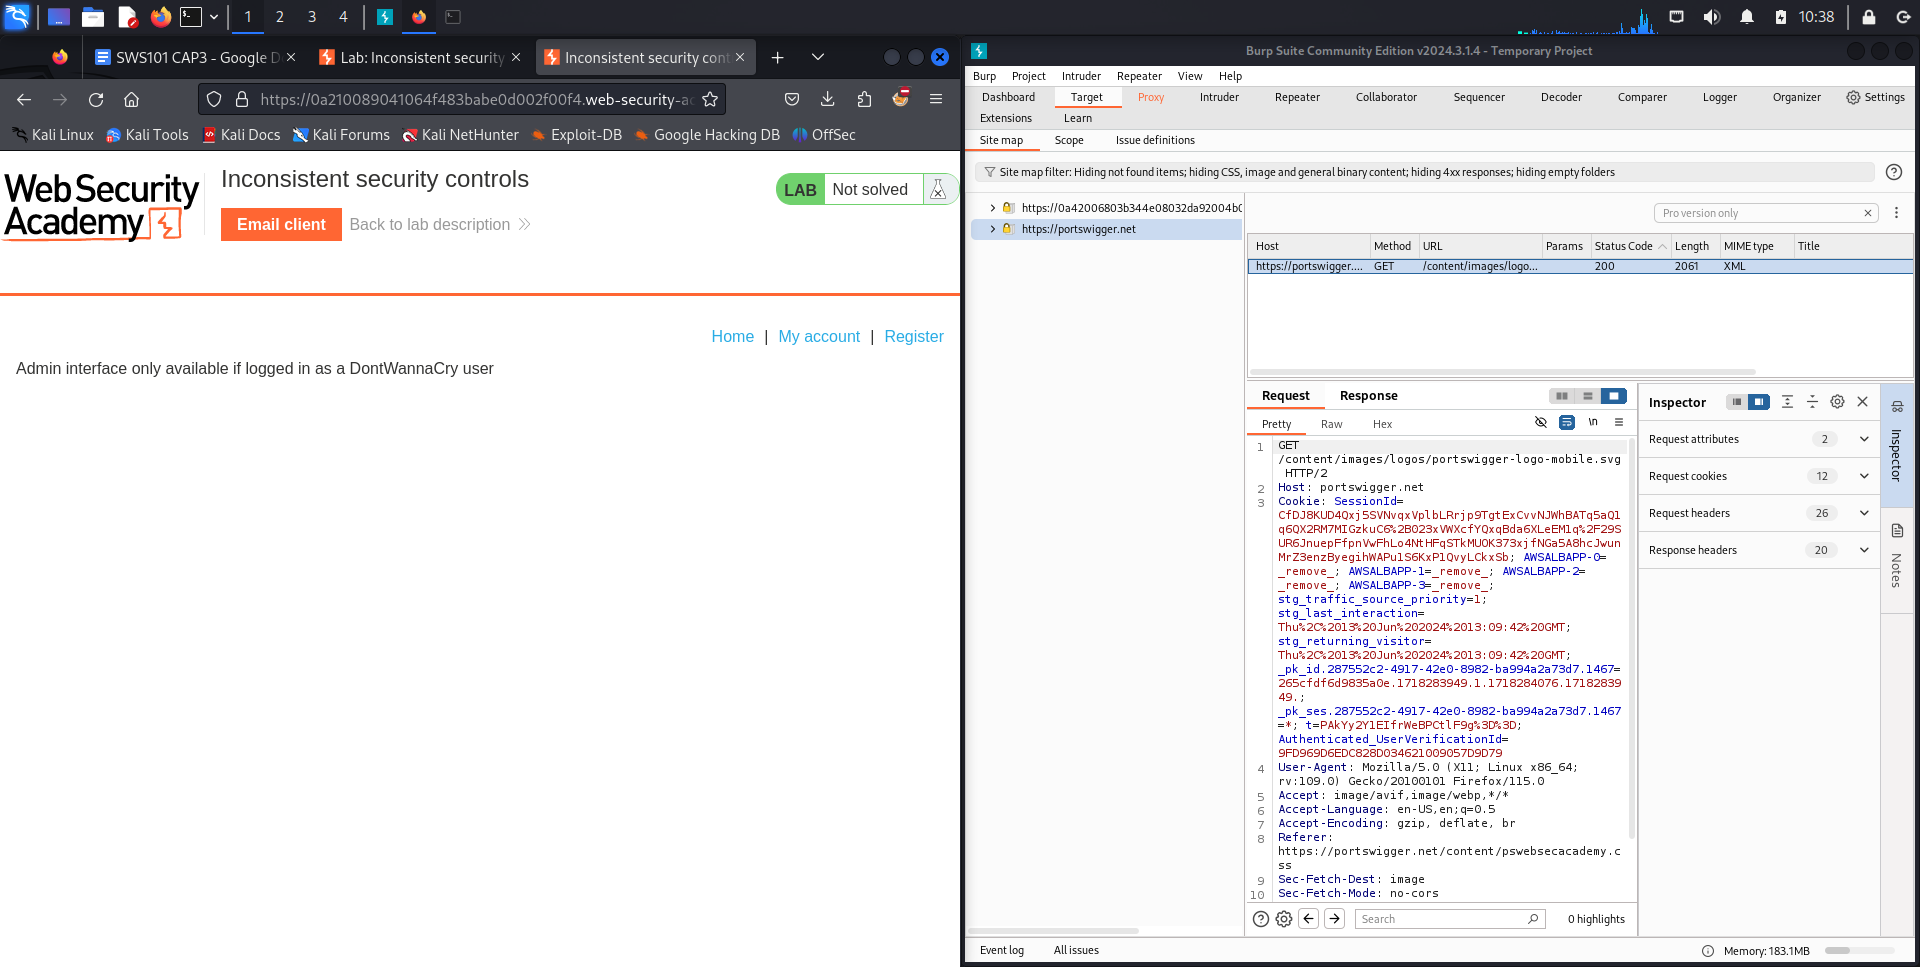 1 2 3 4
10:38
SWS101 CAP3 - Google D
Lab: Inconsistent security
Inconsistent security cont
https://0a210089041064f483babe0d002f00f4.web-security-ac
Kali Linux
Kali Tools
Kali Docs
Kali Forums
Kali NetHunter
Exploit-DB
Google Hacking DB
OffSec
Web Security
Academy
Inconsistent security controls
Email client
Back to lab description
LAB
Not solved
Home | My account | Register
Admin interface only available if logged in as a DontWannaCry user
Burp Suite Community Edition v2024.3.1.4 - Temporary Project
Burp Project Intruder Repeater View Help
Dashboard Target Proxy Intruder Repeater Collaborator Sequencer Decoder Comparer Logger Organizer Settings
Extensions Learn
Site map Scope Issue definitions
Site map filter: Hiding not found items; hiding CSS, image and general binary content; hiding 4xx responses; hiding empty folders
https://0a42006803b344e08032da92004b0
https://portswigger.net
Pro version only
Host Method URL Params Status Code Length MIME type Title
https://portswigger.... GET /content/images/logo... 200 2061 XML
Request Response
Pretty Raw Hex
\n
1 GET
/content/images/logos/portswigger-logo-mobile.svg
HTTP/2
2 Host: portswigger.net
3 Cookie: SessionId=
CfDJ8KUD4Qxj5SVNvqxVplbLRrjp9TgtExCvvNJWhBATq5aQ1
q6QX2RM7MIGzkuC6%2B023xVWXcfYQxqBda6XLeEM1q%2F29S
UR6JnuepFfpnVwFhLo4NtHFqSTkMUOK373xjfNGa5A8hcJwun
MrZ3enzByegihWAPulS6KxPlQvyLCkxSb; AWSALBAPP-0=
_remove_; AWSALBAPP-1=_remove_; AWSALBAPP-2=
_remove_; AWSALBAPP-3=_remove_;
stg_traffic_source_priority=1;
stg_last_interaction=
Thu%2C%2013%20Jun%202024%2013:09:42%20GMT;
stg_returning_visitor=
Thu%2C%2013%20Jun%202024%2013:09:42%20GMT;
_pk_id.287552c2-4917-42e0-8982-ba994a2a73d7.1467=
265cfdf6d9835a0e.1718283949.1.1718284076.17182839
49.;
_pk_ses.287552c2-4917-42e0-8982-ba994a2a73d7.1467
=*; t=PAkYy2YlEIfrWeBPCtlF9g%3D%3D;
Authenticated_UserVerificationId=
9FD969D6EDC828D034621009057D9D79
4 User-Agent: Mozilla/5.0 (X11; Linux x86_64;
rv:109.0) Gecko/20100101 Firefox/115.0
5 Accept: image/avif,image/webp,*/*
6 Accept-Language: en-US,en;q=0.5
7 Accept-Encoding: gzip, deflate, br
8 Referer:
https://portswigger.net/content/pswebsecacademy.c
ss
9 Sec-Fetch-Dest: image
10 Sec-Fetch-Mode: no-cors
Search
0 highlights
Inspector
Request attributes 2
Request cookies 12
Request headers 26
Response headers 20
Inspector
Notes
Event log All issues
Memory: 183.1MB